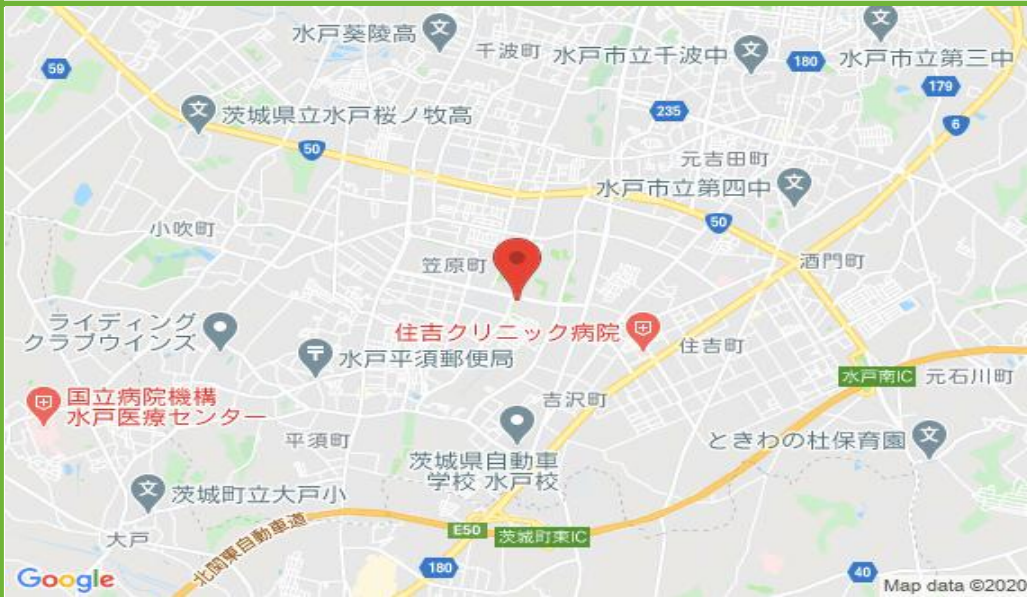 水戸葵陵高
千波町
水戸市立千波中
180
水戸市立第三中
59
179
茨城県立水戸桜ノ牧高
235
6
50
元吉田町
水戸市立第四中
小吹町
50
笠原町
酒門町
ライディング
クラブウインズ
住吉クリニック病院
住吉町
水戸平須郵便局
水戸南IC
元石川町
国立病院機構
水戸医療センター
吉沢町
平須町
ときわの杜保育園
茨城県自動車
学校 水戸校
茨城町立大戸小
大戸
北関東自動車道
E50
茨城町東IC
180
40
Google
Map data ©2020